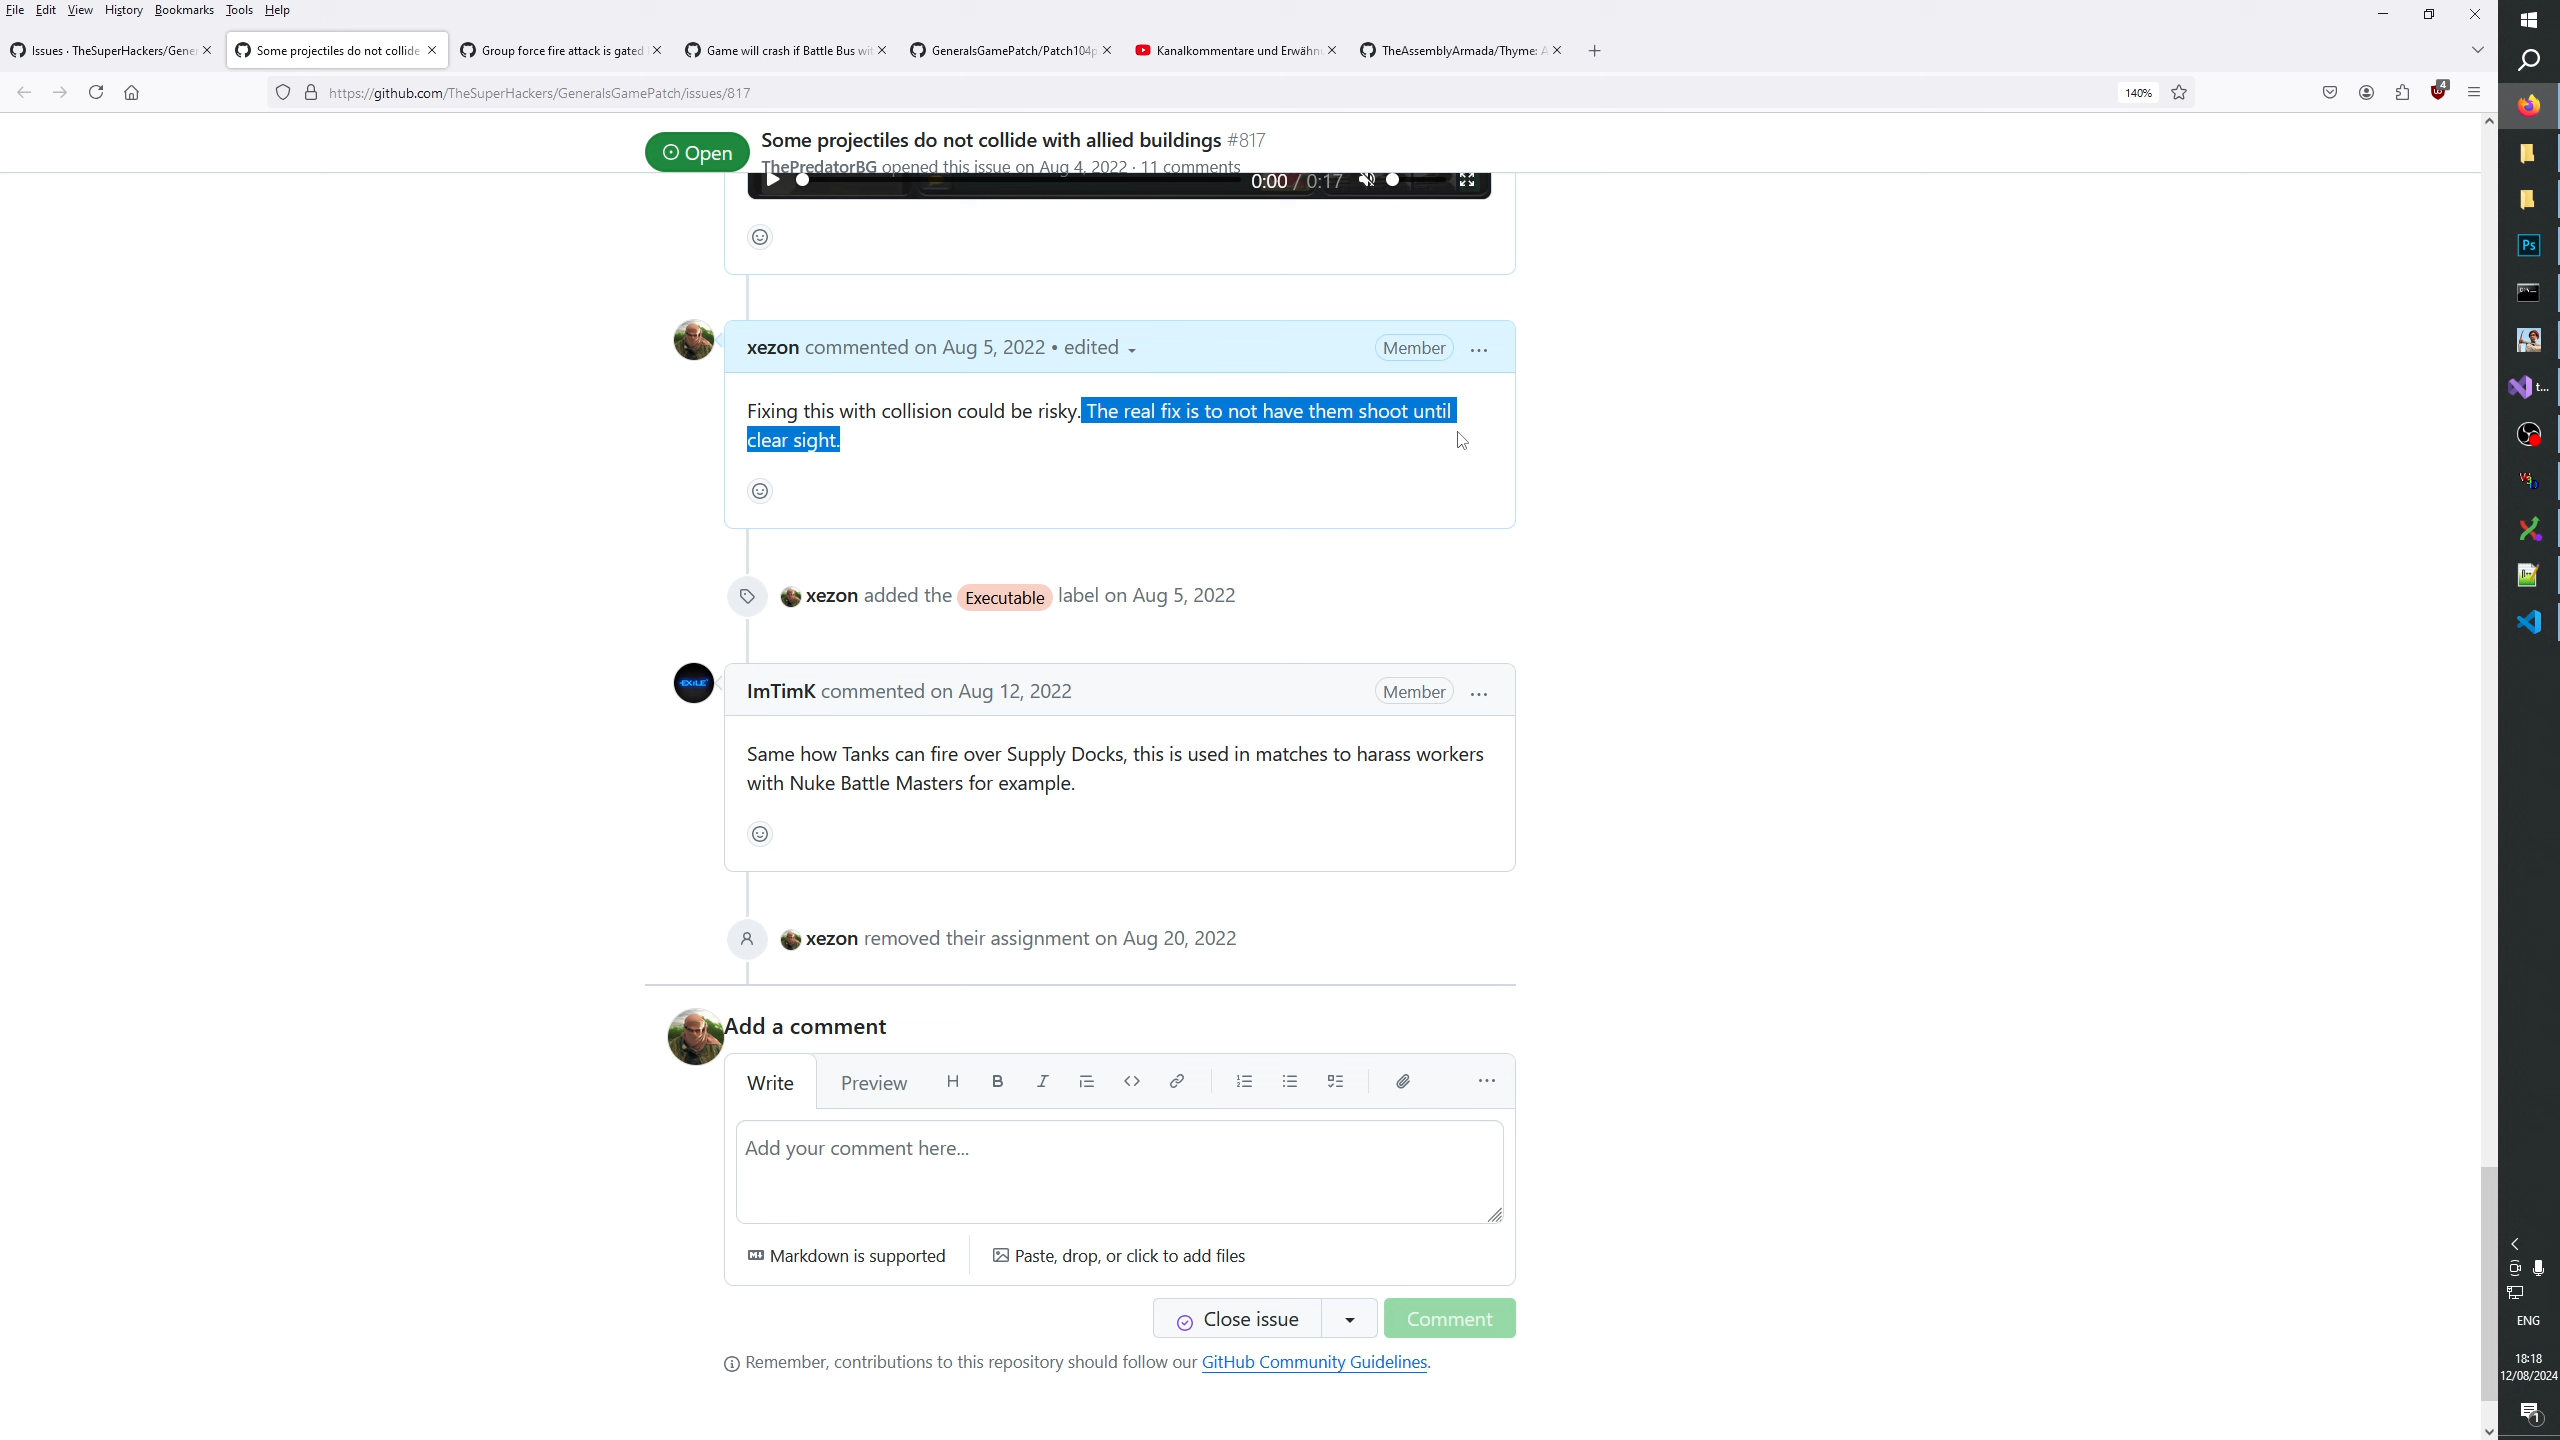 File Edit View History Bookmarks Tools Help
Issues · TheSuperHackers/Gener
Some projectiles do not collide
Group force fire attack is gated
Game will crash if Battle Bus wit
GeneralsGamePatch/Patch104p
Kanalkommentare und Erwähn
TheAssemblyArmada/Thyme: A
https://github.com/TheSuperHackers/GeneralsGamePatch/issues/817
140%
4
Open
Some projectiles do not collide with allied buildings #817
ThePredatorBG opened this issue on Aug 4, 2022 · 11 comments
0:00 / 0:17
xezon commented on Aug 5, 2022 • edited
Member
Fixing this with collision could be risky. The real fix is to not have them shoot until
clear sight.
xezon added the Executable label on Aug 5, 2022
EXiLE
ImTimK commented on Aug 12, 2022
Member
Same how Tanks can fire over Supply Docks, this is used in matches to harass workers
with Nuke Battle Masters for example.
xezon removed their assignment on Aug 20, 2022
Add a comment
Write
Preview
H B I
Add your comment here...
Markdown is supported
Paste, drop, or click to add files
Close issue
Comment
Remember, contributions to this repository should follow our GitHub Community Guidelines.
Ps
t...
ENG
18:18
12/08/2024
1